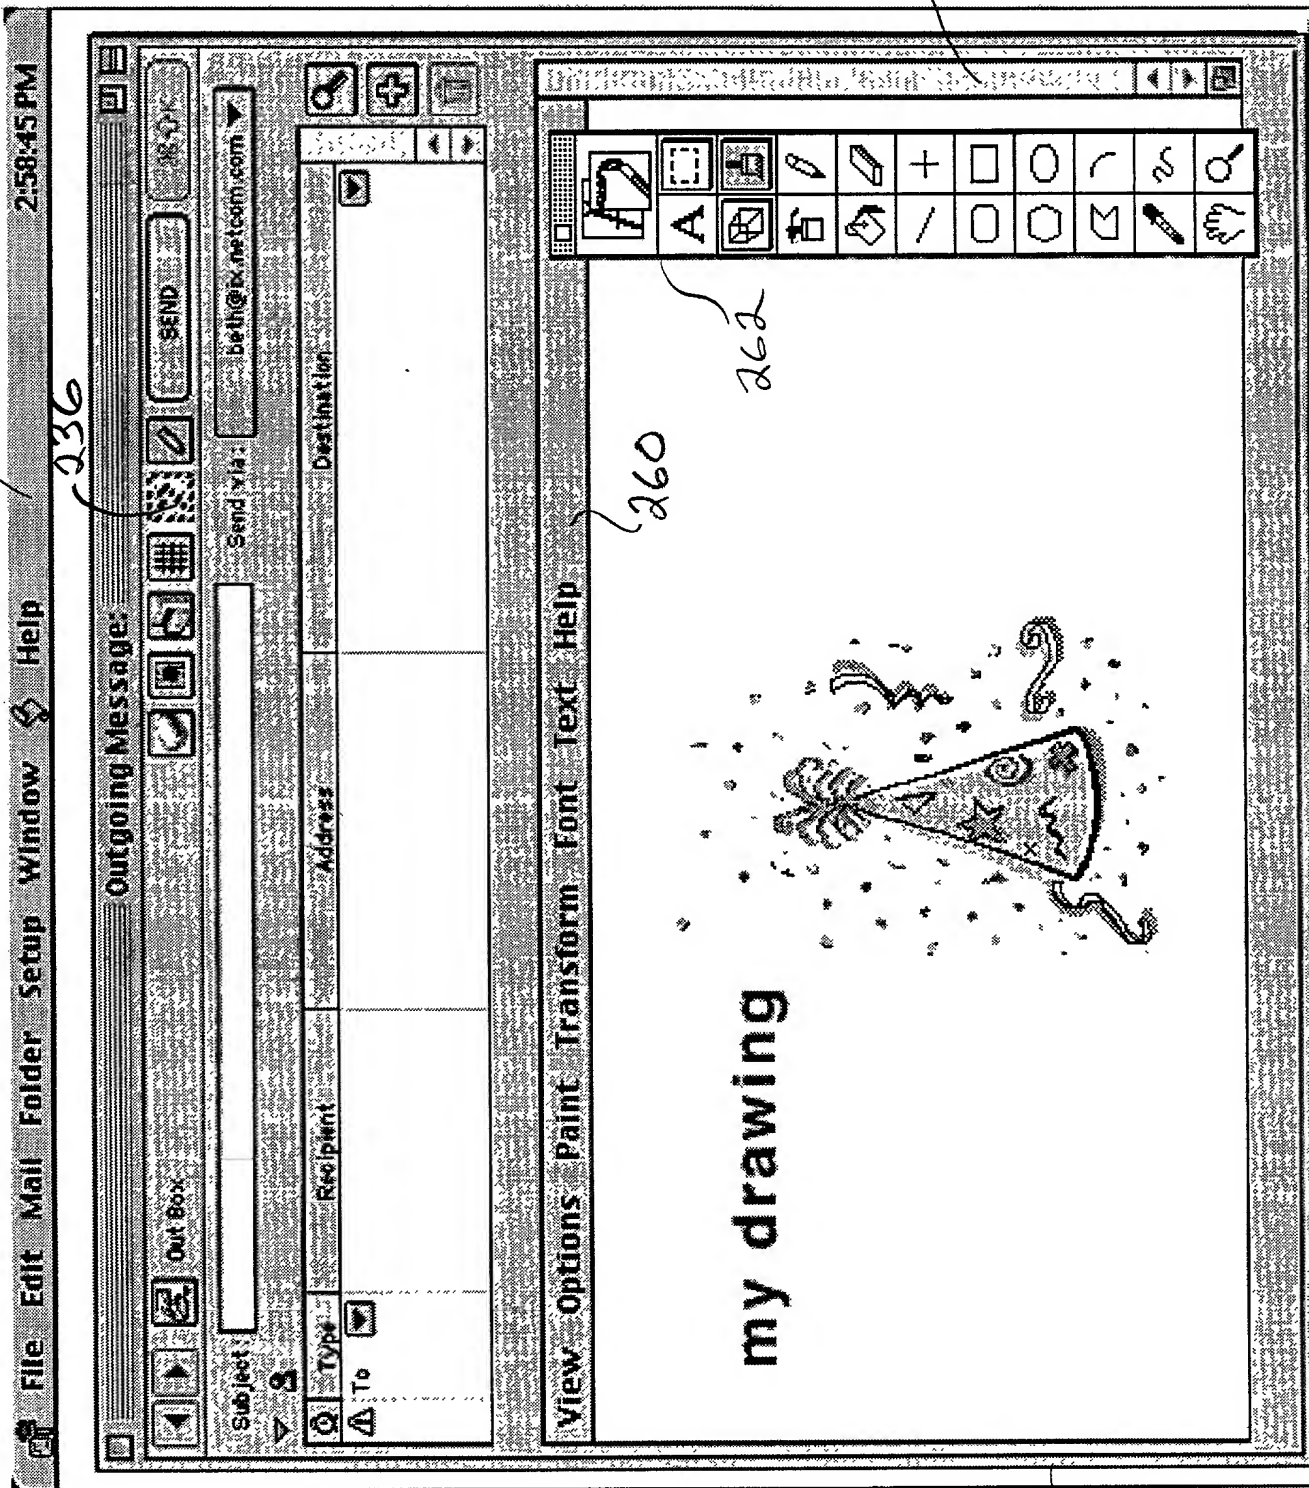 File Edit Mail Folder Setup Window Help 2:58:45 PM
236
Outgoing Message:
Out Box SEND
Subject: Send via: beth@ix.netcom.com
Type Recipient Address Destination
To
View Options Paint Transform Font Text Help
260
262
A
my drawing